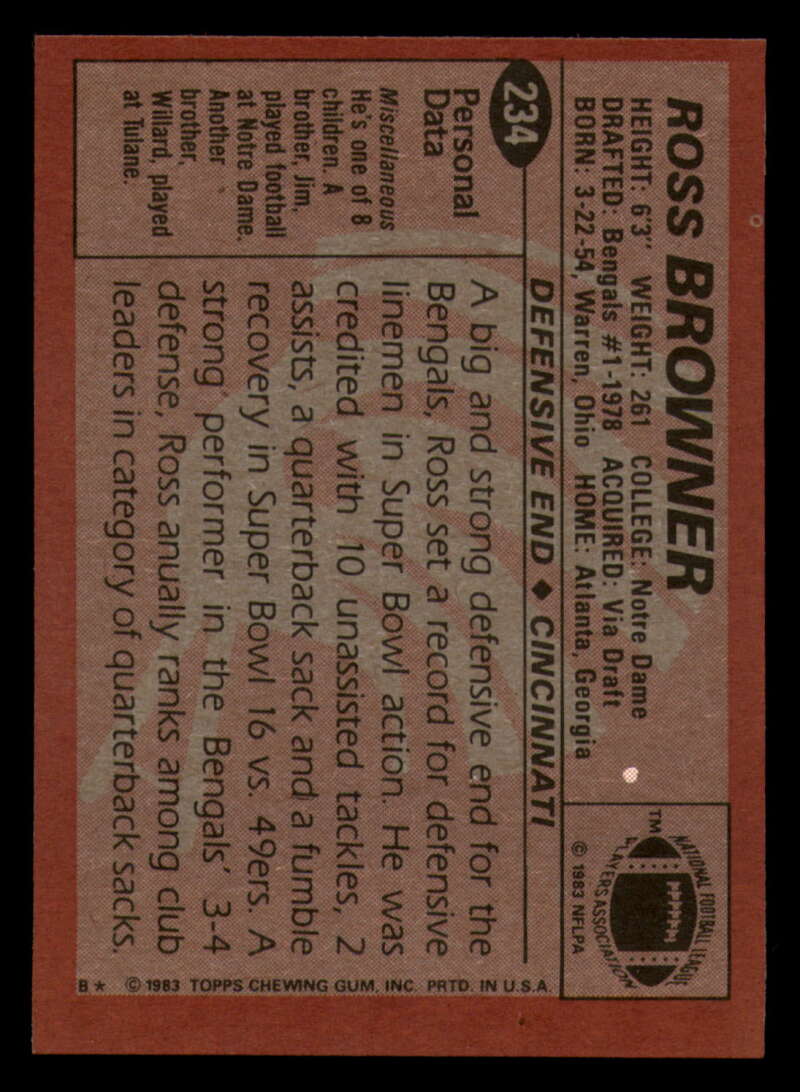 ROSS BROWNER
HEIGHT: 6'3" WEIGHT: 261 COLLEGE: Notre Dame
DRAFTED: Bengals #1-1978 ACQUIRED: Via Draft
BORN: 3-22-54, Warren, Ohio HOME: Atlanta, Georgia
TM
NATIONAL FOOTBALL LEAGUE
PLAYERS ASSOCIATION
© 1983 NFLPA
234
DEFENSIVE END ♦ CINCINNATI
Personal
Data
Miscellaneous
He's one of 8
children. A
brother, Jim,
played football
at Notre Dame.
Another
brother,
Willard, played
at Tulane.
A big and strong defensive end for the
Bengals, Ross set a record for defensive
linemen in Super Bowl action. He was
credited with 10 unassisted tackles, 2
assists, a quarterback sack and a fumble
recovery in Super Bowl 16 vs. 49ers. A
strong performer in the Bengals' 3-4
defense, Ross anually ranks among club
leaders in category of quarterback sacks.
B* © 1983 TOPPS CHEWING GUM, INC. PRTD. IN U.S.A.